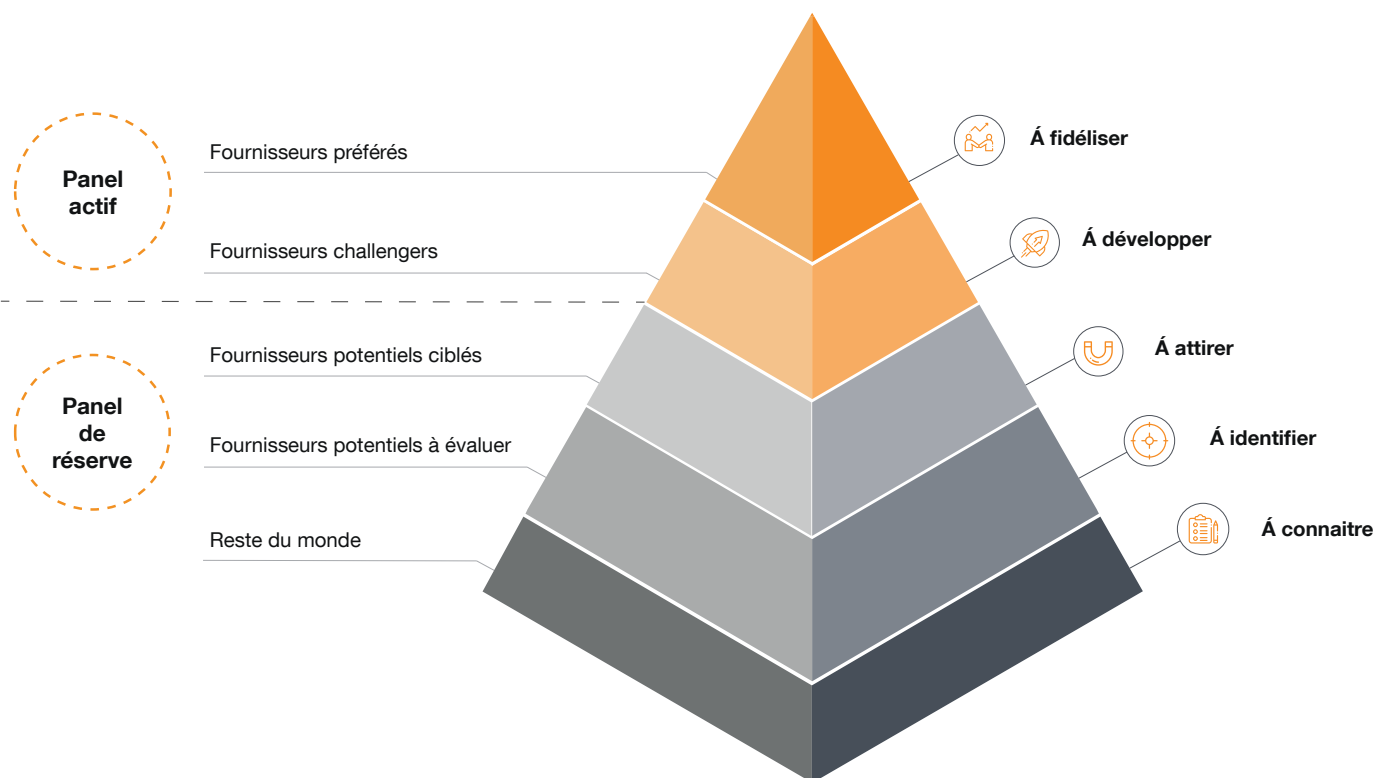 Panel
actif
Fournisseurs préférés
Á fidéliser
Fournisseurs challengers
Á développer
Panel
de
réserve
Fournisseurs potentiels ciblés
Á attirer
Fournisseurs potentiels à évaluer
Á identifier
Reste du monde
Á connaitre